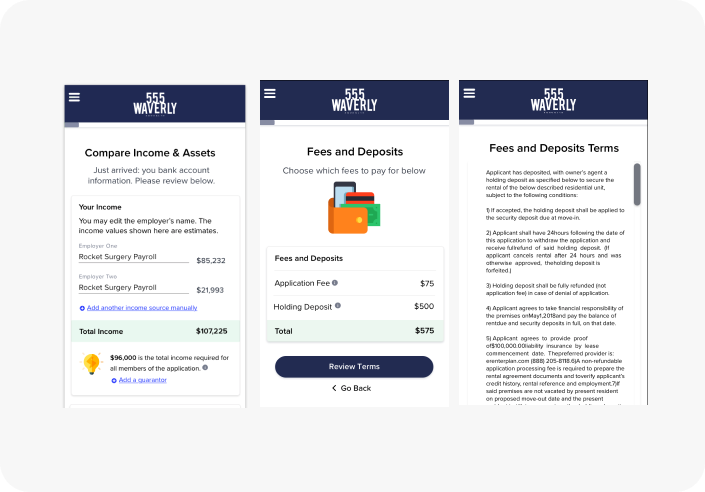 555
WAVERLY
Compare Income & Assets
Just arrived: you bank account
information. Please review below.
Your Income
You may edit the employer's name. The
income values shown here are estimates.
Employer One
Rocket Surgery Payroll
$85,232
Employer Two
Rocket Surgery Payroll
$21,993
Add another income source manually
Total Income
$107,225
$96,000 is the total income required for
all members of the application.
Add a guarantor
555
WAVERLY
Fees and Deposits
Choose which fees to pay for below
Fees and Deposits
Application Fee
$75
Holding Deposit
$500
Total
$575
Review Terms
Go Back
555
WAVERLY
Fees and Deposits Terms
Applicant has deposited, with owner's agent a
holding deposit as specified below to secure the
rental of the below described residential unit,
subject to the following conditions:
1) If accepted, the holding deposit shall be applied to
the security deposit due at move-in.
2) Applicant shall have 24hours following the date of
this application to withdraw the application and
receive fullrefund of said holding deposit. (If
applicant cancels rental after 24 hours and was
otherwise approved, theholding deposit is
forfeited.)
3) Holding deposit shall be fully refunded (not
application fee) in case of denial of application.
4) Applicant agrees to take financial responsibility of
the premises onMay1,2018and pay the balance of
rentdue and security deposits in full, on that date.
5) Applicant agrees to provide proof
of$100,000.00liability insurance by lease
commencement date. Thepreferred provider is:
erenterplan.com (888) 205-8118.6)A non-refundable
application processing fee is required to prepare the
rental agreement documents and toverify applicant's
credit history, rental reference and employment.7)If
said premises are not vacated by present resident
on proposed move-out date and the present